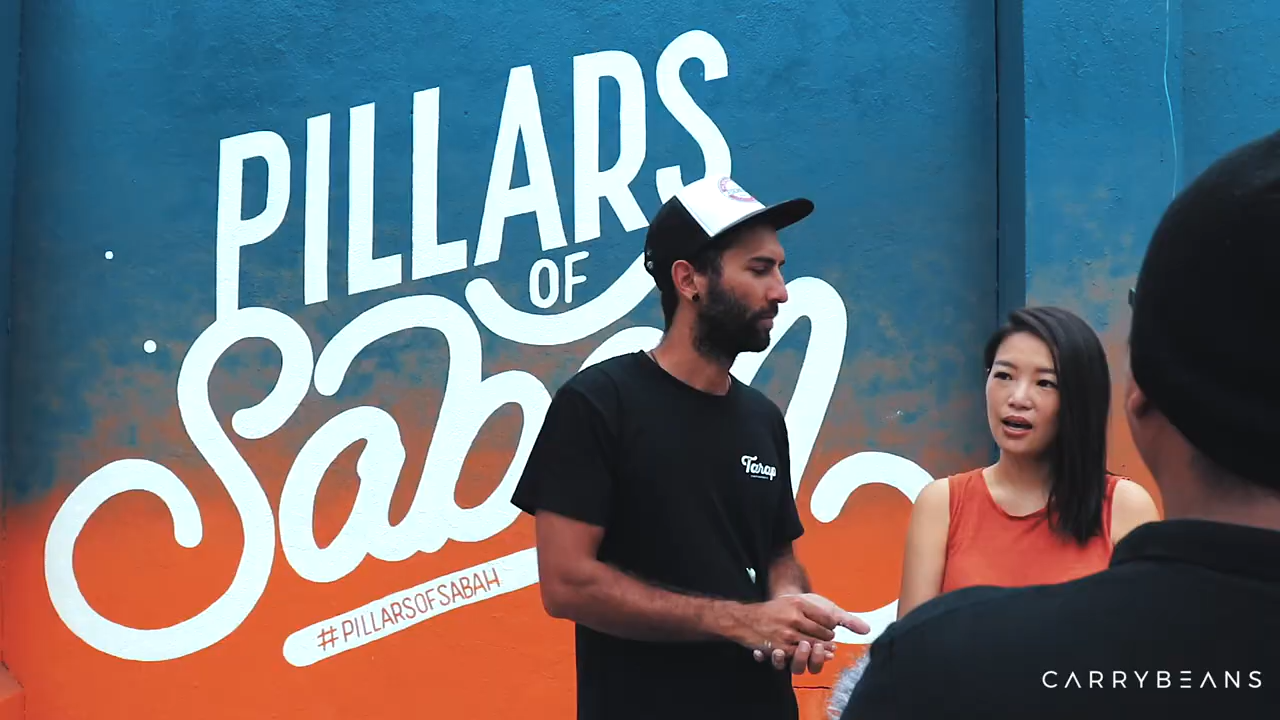 PILLARS
OF
Sabah
#PILLARSOFSABAH
Tarap
CARRYBEANS